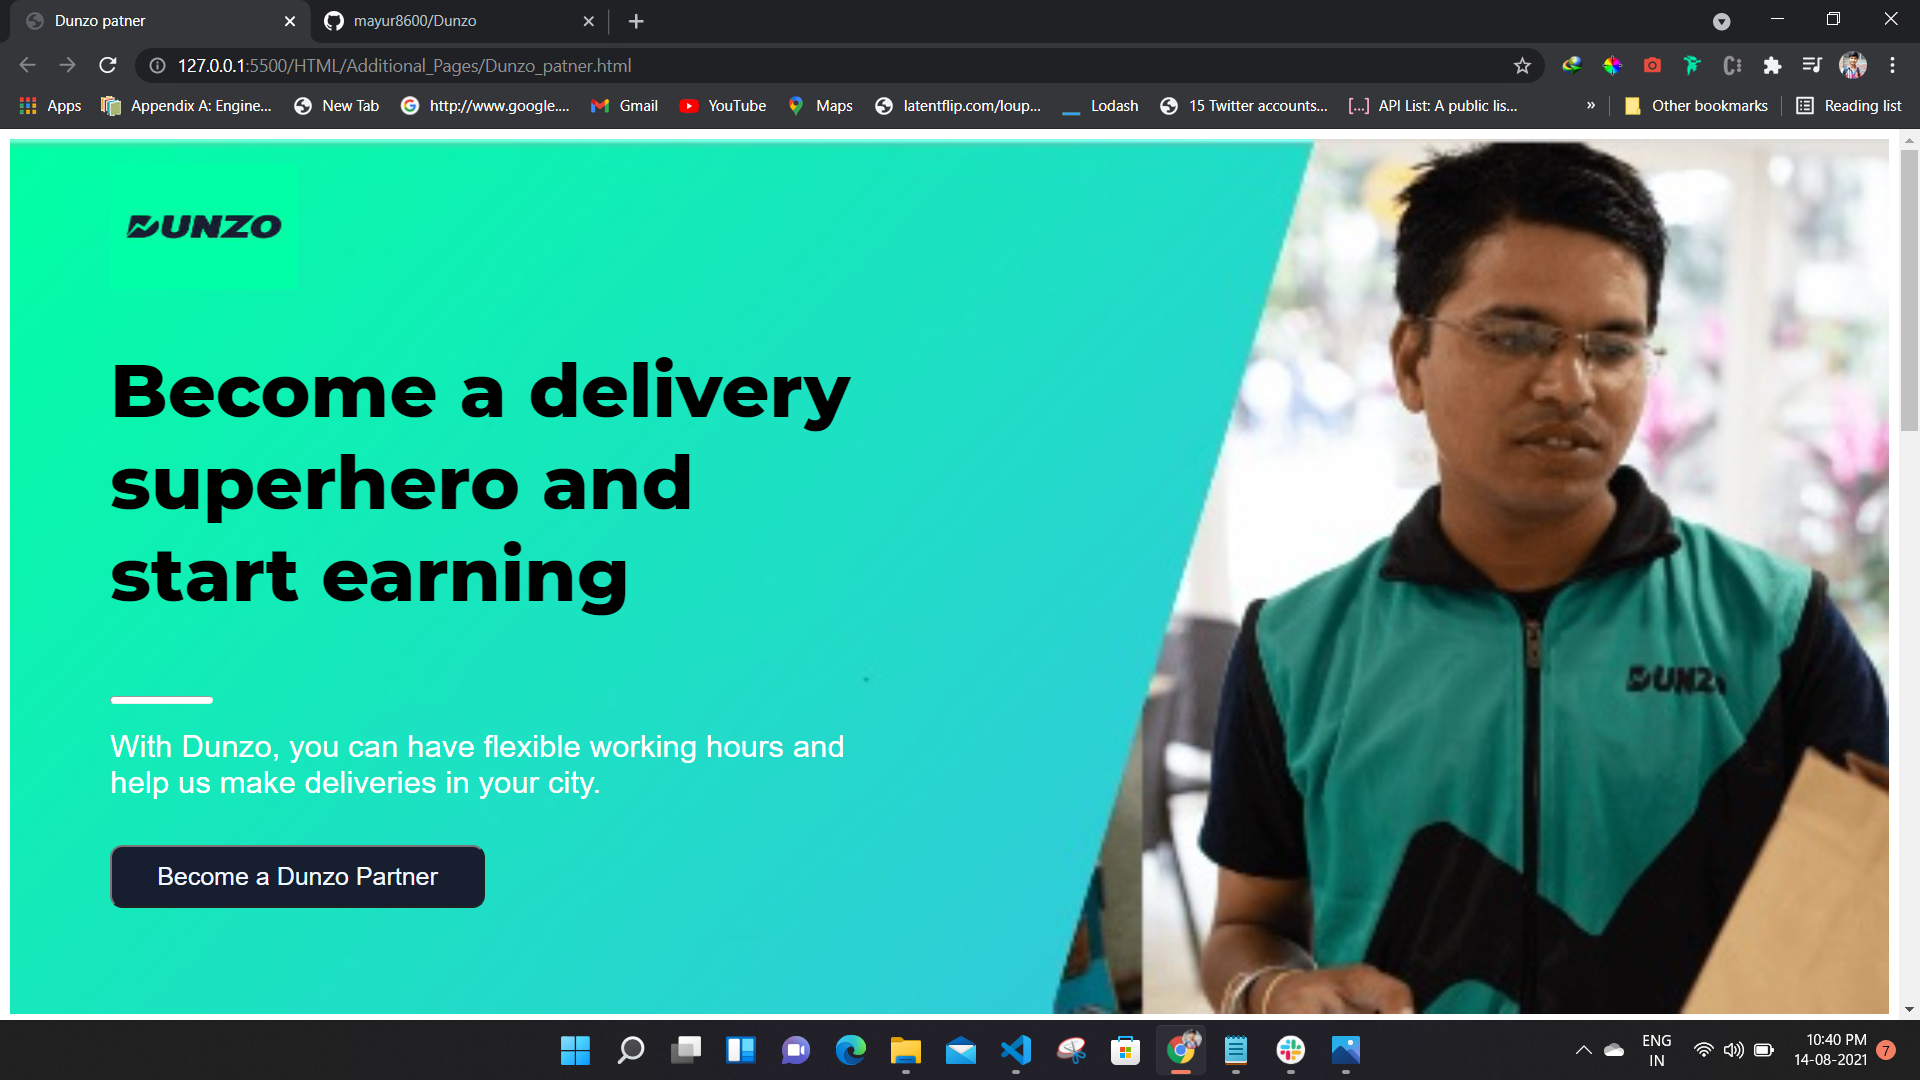 Dunzo patner
mayur8600/Dunzo
127.0.0.1:5500/HTML/Additional_Pages/Dunzo_patner.html
Apps
Appendix A: Engine...
New Tab
http://www.google....
Gmail
YouTube
Maps
latentflip.com/loup...
Lodash
15 Twitter accounts...
API List: A public lis...
»
Other bookmarks
Reading list
DUNZO
Become a delivery
superhero and
start earning
DUNZO
With Dunzo, you can have flexible working hours and
help us make deliveries in your city.
Become a Dunzo Partner
ENG
IN
10:40 PM
14-08-2021
7